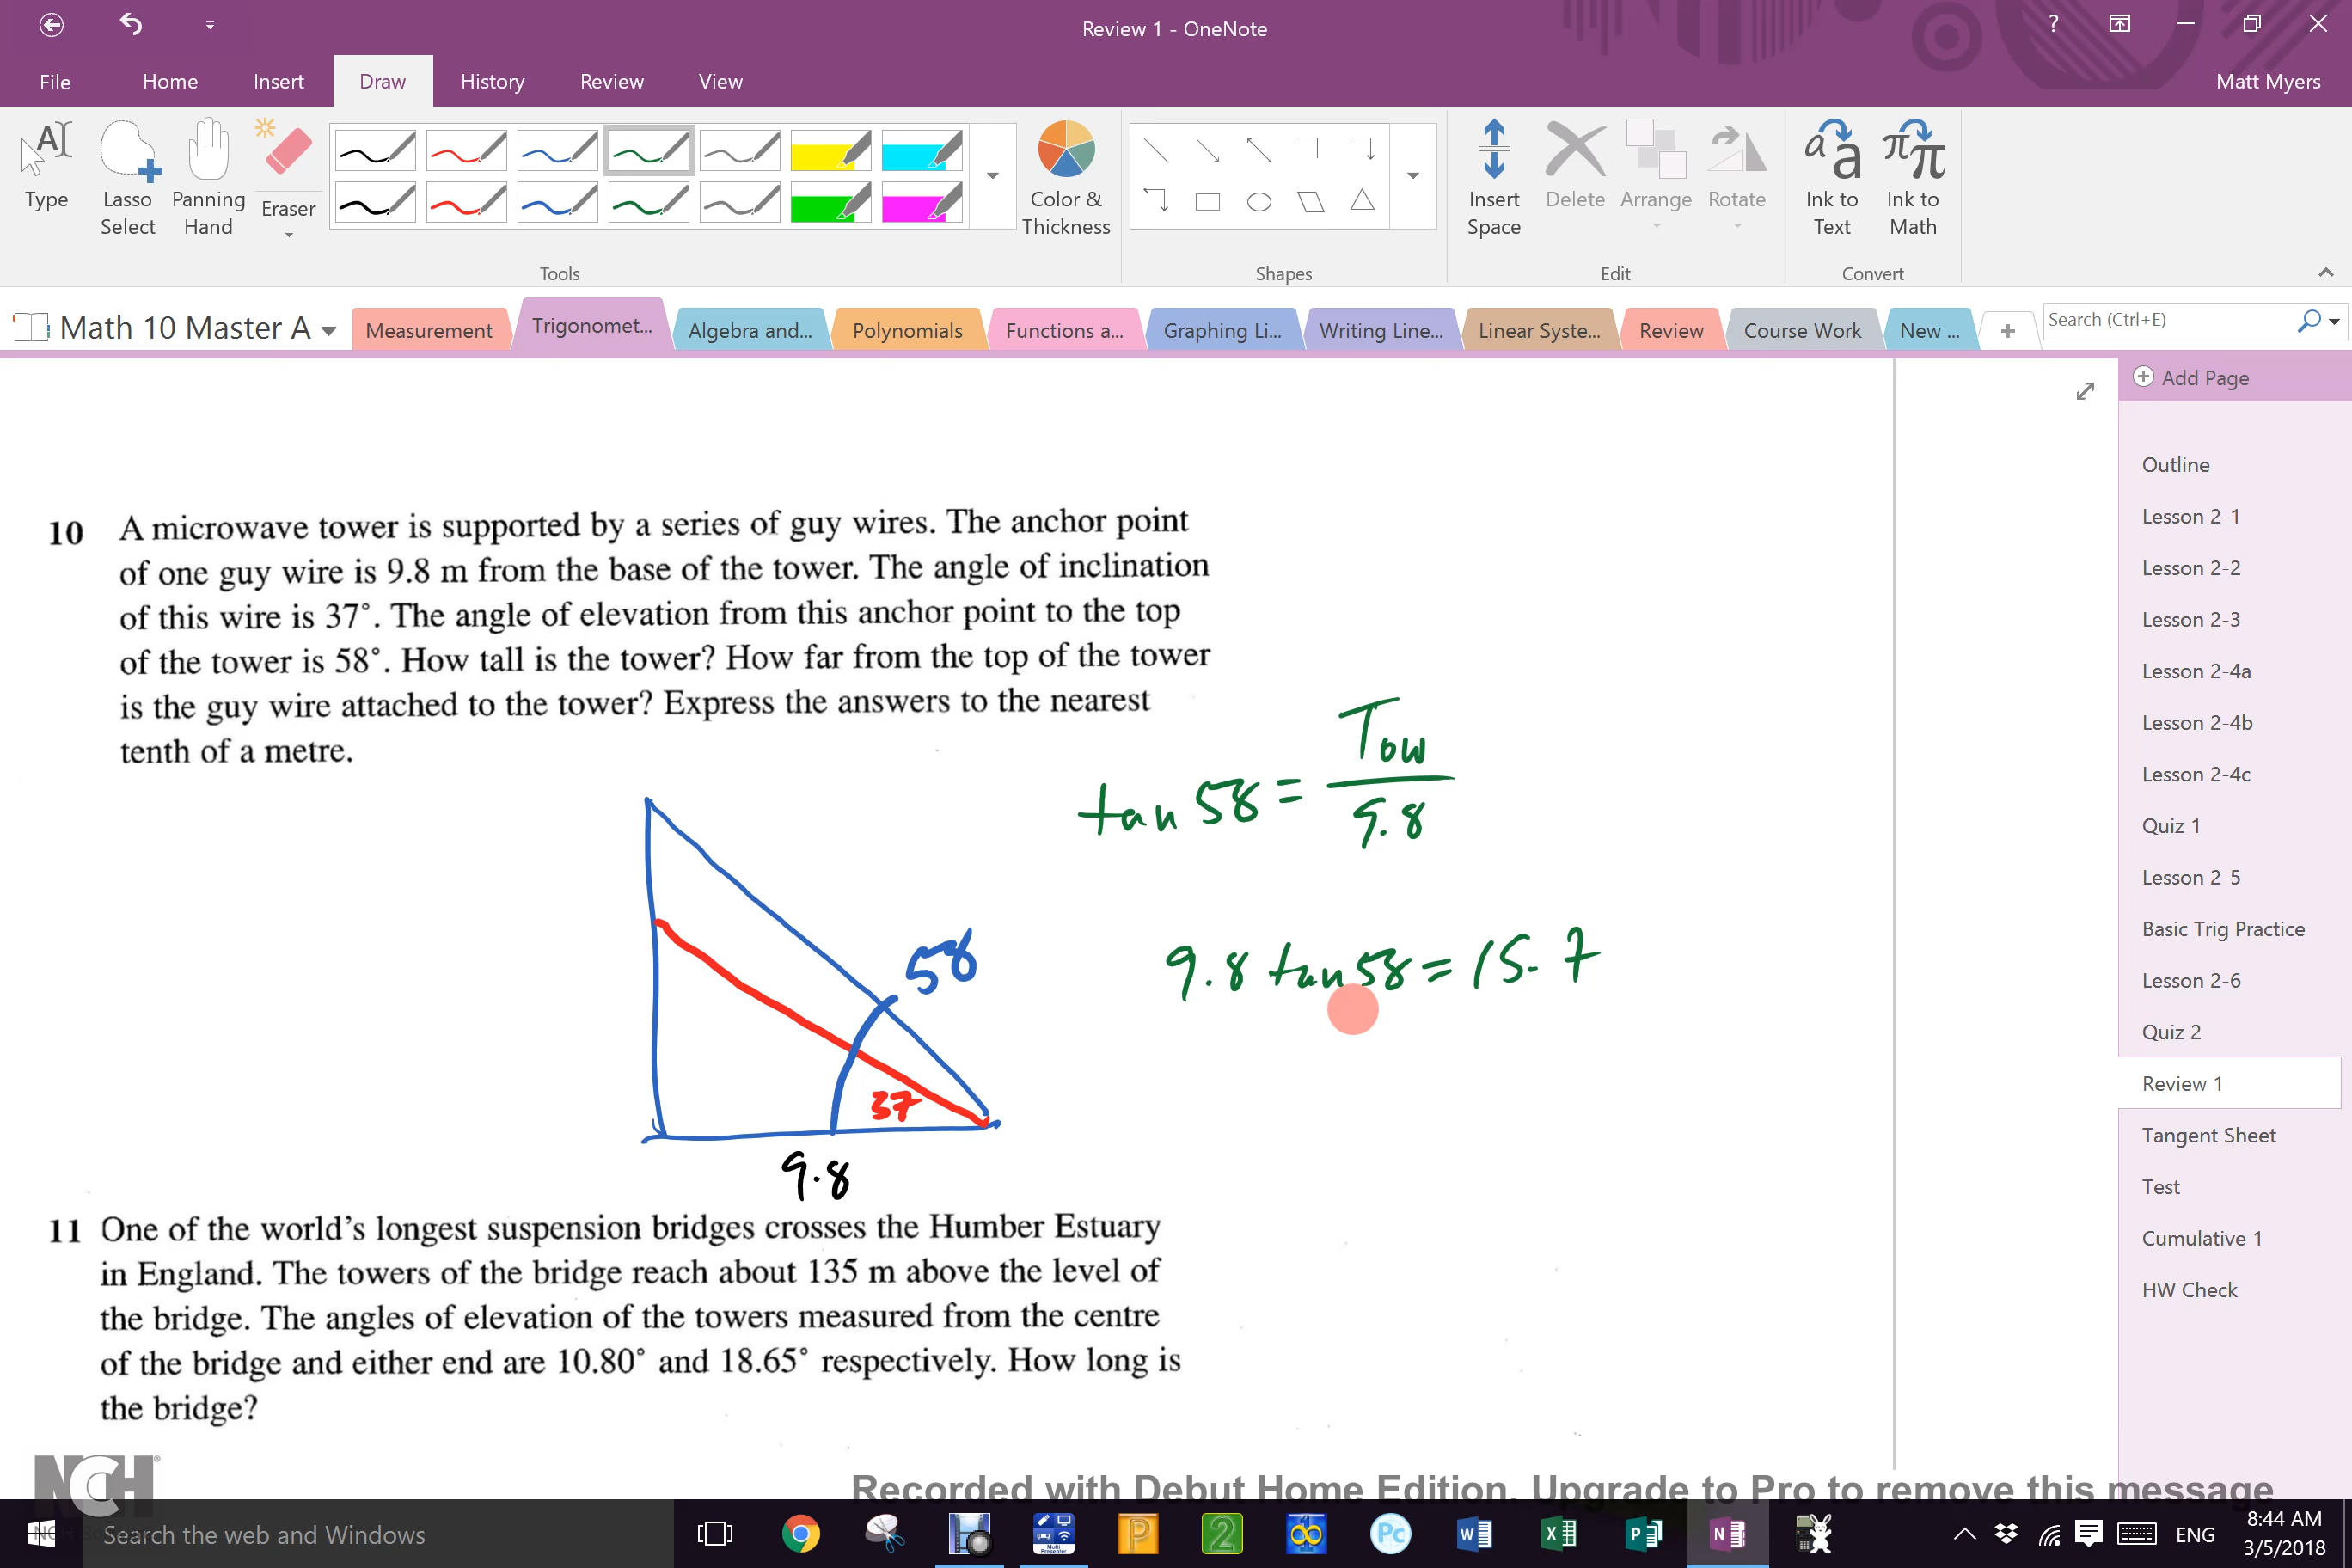 Review 1 - OneNote
?
File
Home
Insert
Draw
History
Review
View
Matt Myers
Type
Lasso Select
Panning Hand
Eraser
Color & Thickness
Insert Space
Delete
Arrange
Rotate
Ink to Text
Ink to Math
Tools
Shapes
Edit
Convert
Math 10 Master A
Measurement
Trigonomet...
Algebra and...
Polynomials
Functions a...
Graphing Li...
Writing Line...
Linear Syste...
Review
Course Work
New ...
Search (Ctrl+E)
Add Page
Outline
Lesson 2-1
Lesson 2-2
Lesson 2-3
Lesson 2-4a
Lesson 2-4b
Lesson 2-4c
Quiz 1
Lesson 2-5
Basic Trig Practice
Lesson 2-6
Quiz 2
Review 1
Tangent Sheet
Test
Cumulative 1
HW Check
10 A microwave tower is supported by a series of guy wires. The anchor point
of one guy wire is 9.8 m from the base of the tower. The angle of inclination
of this wire is 37°. The angle of elevation from this anchor point to the top
of the tower is 58°. How tall is the tower? How far from the top of the tower
is the guy wire attached to the tower? Express the answers to the nearest
tenth of a metre.
tan 58 = Tow / 9.8
9.8 tan 58 = 15.7
58
37
9.8
11 One of the world's longest suspension bridges crosses the Humber Estuary
in England. The towers of the bridge reach about 135 m above the level of
the bridge. The angles of elevation of the towers measured from the centre
of the bridge and either end are 10.80° and 18.65° respectively. How long is
the bridge?
NCH
Recorded with Debut Home Edition. Upgrade to Pro to remove this message
Search the web and Windows
ENG
8:44 AM
3/5/2018